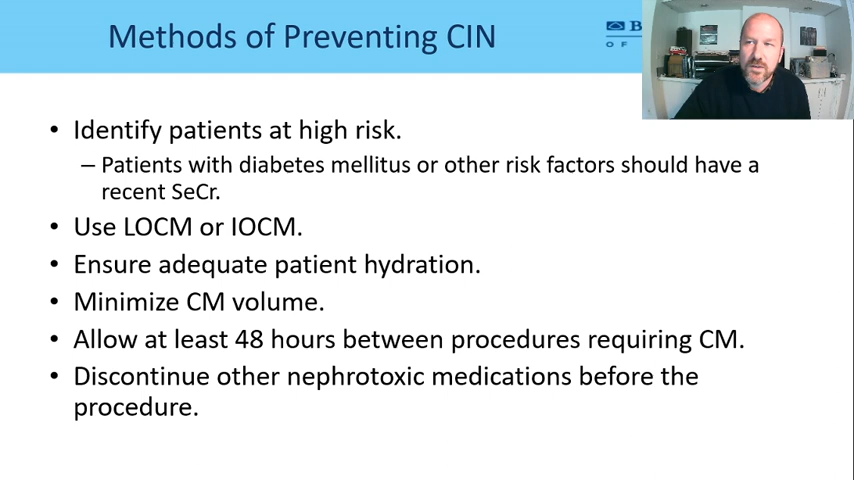 Methods of Preventing CIN
B
OF
• Identify patients at high risk.
– Patients with diabetes mellitus or other risk factors should have a
recent SeCr.
• Use LOCM or IOCM.
• Ensure adequate patient hydration.
• Minimize CM volume.
• Allow at least 48 hours between procedures requiring CM.
• Discontinue other nephrotoxic medications before the
procedure.